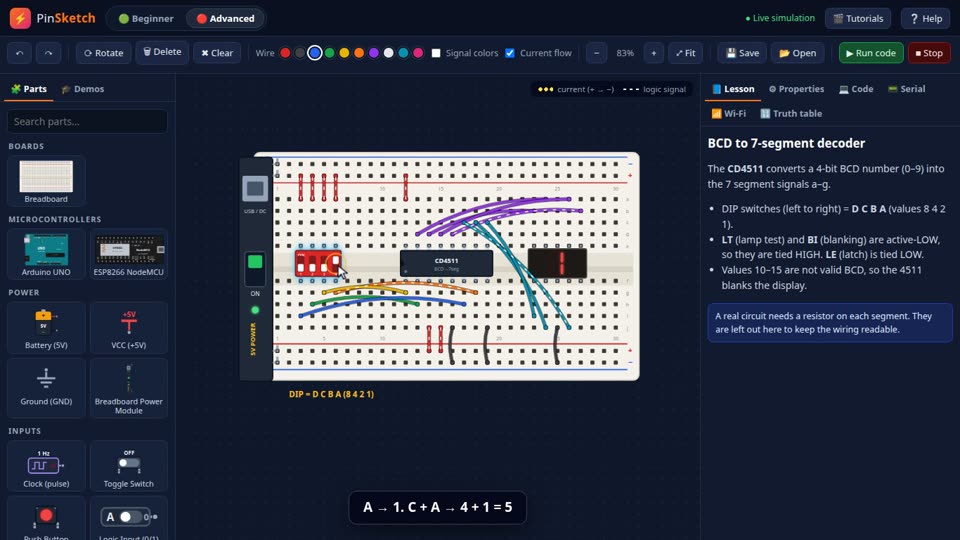 PinSketch
Beginner
Advanced
Live simulation
Tutorials
Help
Rotate
Delete
Clear
Wire
Signal colors
Current flow
83%
Fit
Save
Open
Run code
Stop
Parts
Demos
Search parts...
BOARDS
Breadboard
MICROCONTROLLERS
Arduino UNO
ESP8266 NodeMCU
POWER
Battery (5V)
VCC (+5V)
Ground (GND)
Breadboard Power
Module
INPUTS
1 Hz
Clock (pulse)
OFF
Toggle Switch
Push Button
Logic Input (0/1)
current (+ → −)
logic signal
USB / DC
ON
5V POWER
CD4511
BCD→7seg
DIP = D C B A (8 4 2 1)
A → 1. C + A → 4 + 1 = 5
Lesson
Properties
Code
Serial
Wi-Fi
Truth table
BCD to 7-segment decoder
The CD4511 converts a 4-bit BCD number (0–9) into
the 7 segment signals a–g.
• DIP switches (left to right) = D C B A (values 8 4 2
1).
• LT (lamp test) and BI (blanking) are active-LOW,
so they are tied HIGH. LE (latch) is tied LOW.
• Values 10–15 are not valid BCD, so the 4511
blanks the display.
A real circuit needs a resistor on each segment. They
are left out here to keep the wiring readable.